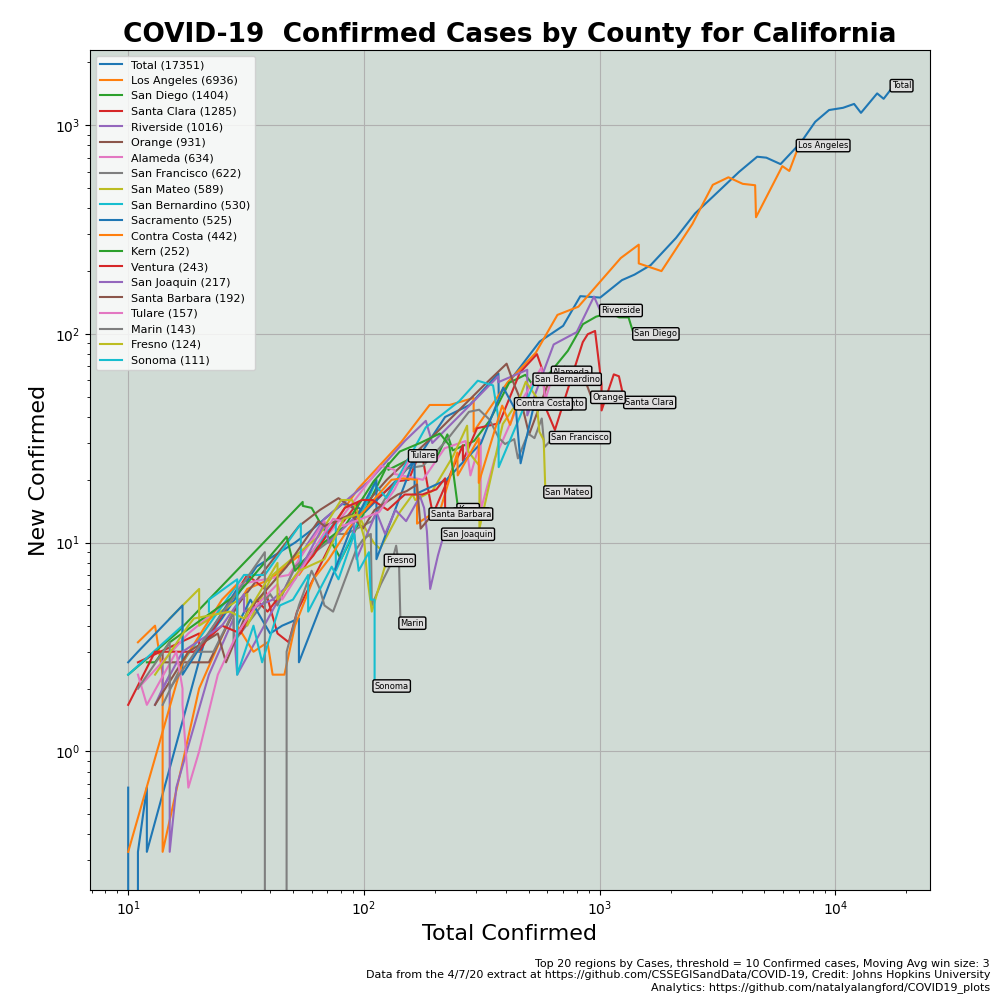 COVID-19  Confirmed Cases by County for California
Total (17351)
Los Angeles (6936)
San Diego (1404)
Santa Clara (1285)
Riverside (1016)
Orange (931)
Alameda (634)
San Francisco (622)
San Mateo (589)
San Bernardino (530)
Sacramento (525)
Contra Costa (442)
Kern (252)
Ventura (243)
San Joaquin (217)
Santa Barbara (192)
Tulare (157)
Marin (143)
Fresno (124)
Sonoma (111)
Total
Los Angeles
Riverside
San Diego
Alameda
San Bernardino
Orange
Santa Clara
Contra Costa
San Francisco
Tulare
San Mateo
Santa Barbara
San Joaquin
Fresno
Marin
Sonoma
10³
10²
10¹
10⁰
New Confirmed
10¹ 10² 10³ 10⁴
Total Confirmed
Top 20 regions by Cases, threshold = 10 Confirmed cases, Moving Avg win size: 3
Data from the 4/7/20 extract at https://github.com/CSSEGISandData/COVID-19, Credit: Johns Hopkins University
Analytics: https://github.com/natalyalangford/COVID19_plots